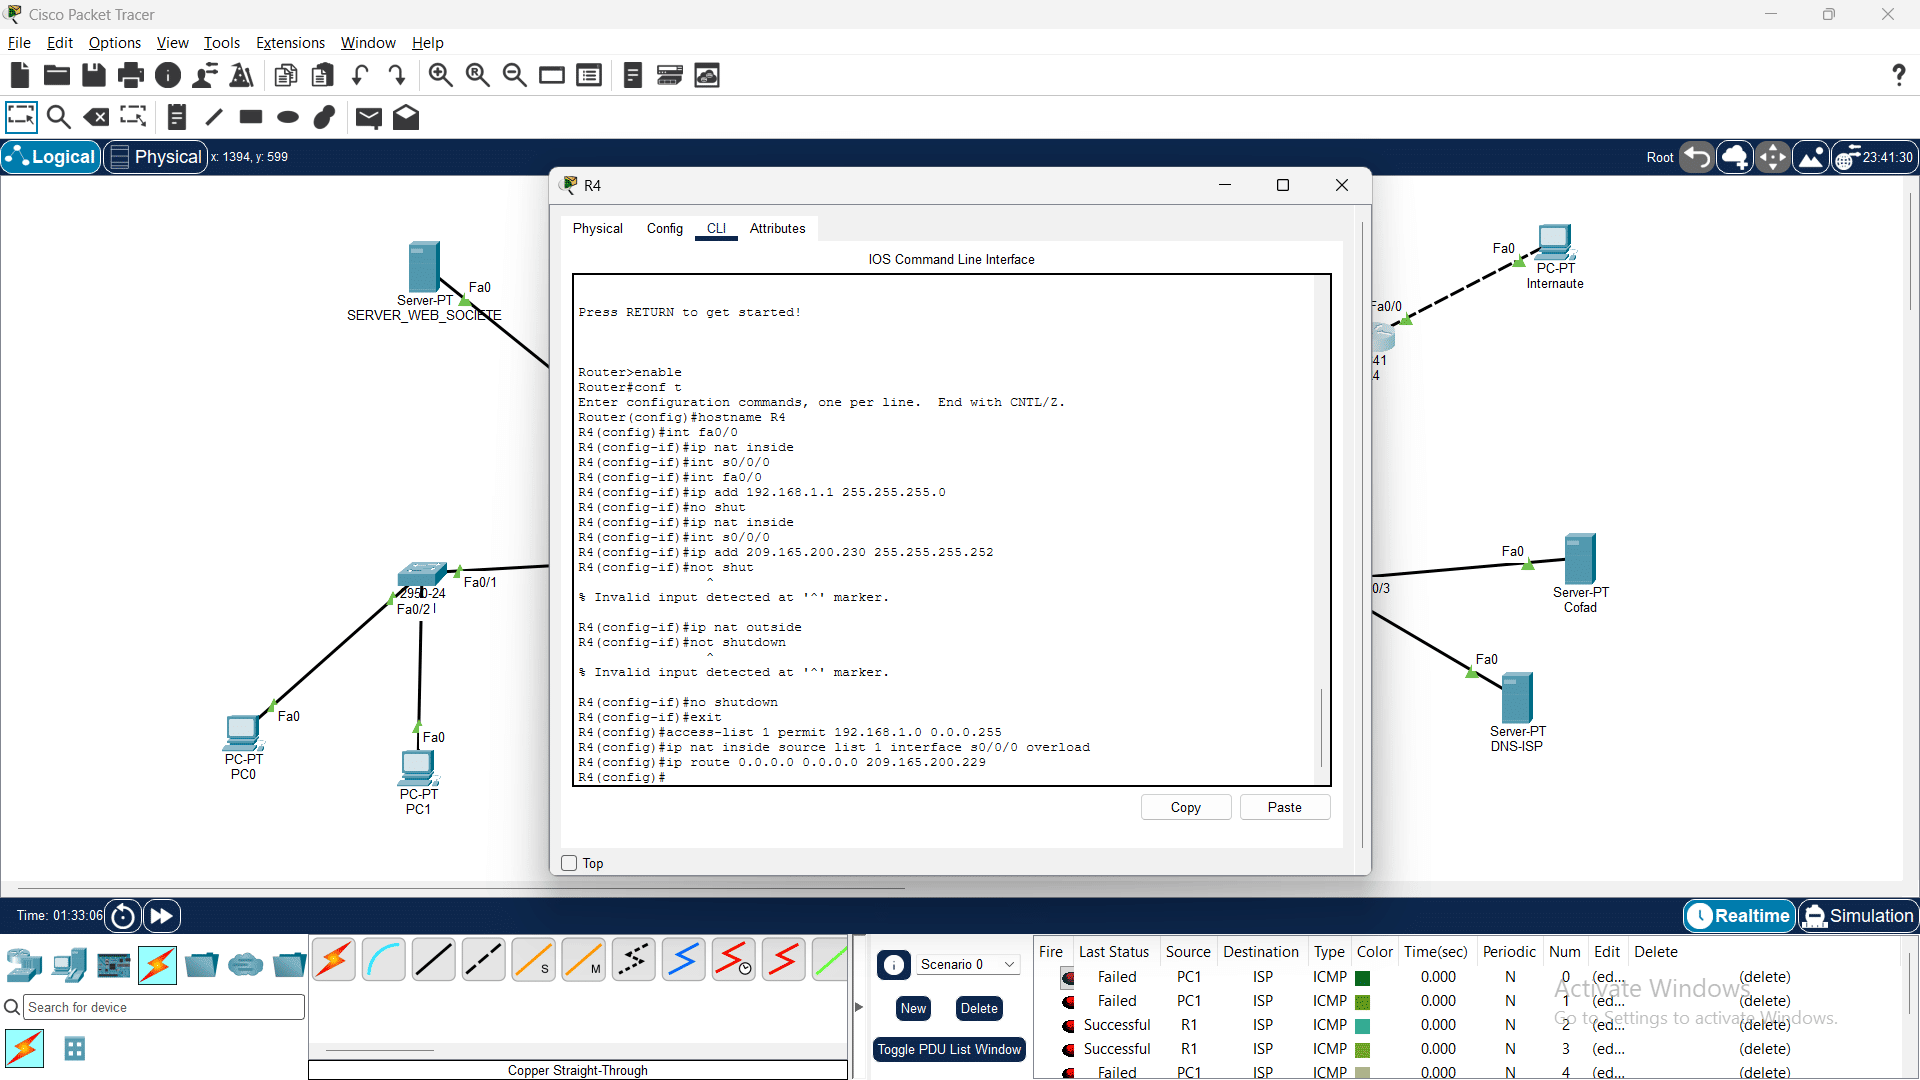 Cisco Packet Tracer
File Edit Options View Tools Extensions Window Help
Logical Physical x: 1394, y: 599 Root 23:41:30
R4
Physical Config CLI Attributes
IOS Command Line Interface
Press RETURN to get started!
Router>enable
Router#conf t
Enter configuration commands, one per line.  End with CNTL/Z.
Router(config)#hostname R4
R4(config)#int fa0/0
R4(config-if)#ip nat inside
R4(config-if)#int s0/0/0
R4(config-if)#int fa0/0
R4(config-if)#ip add 192.168.1.1 255.255.255.0
R4(config-if)#no shut
R4(config-if)#ip nat inside
R4(config-if)#int s0/0/0
R4(config-if)#ip add 209.165.200.230 255.255.255.252
R4(config-if)#not shut
^
% Invalid input detected at '^' marker.
R4(config-if)#ip nat outside
R4(config-if)#not shutdown
^
% Invalid input detected at '^' marker.
R4(config-if)#no shutdown
R4(config-if)#exit
R4(config)#access-list 1 permit 192.168.1.0 0.0.0.255
R4(config)#ip nat inside source list 1 interface s0/0/0 overload
R4(config)#ip route 0.0.0.0 0.0.0.0 209.165.200.229
R4(config)#
Copy Paste
Top
Fa0
Server-PT
SERVER_WEB_SOCIETE
Fa0/1
2950-24
Fa0/2
Fa0
PC-PT
PC0
Fa0
PC-PT
PC1
Fa0
PC-PT
Internaute
Fa0/0
41
4
Fa0
0/3
Server-PT
Cofad
Fa0
Server-PT
DNS-ISP
Time: 01:33:06 Realtime Simulation
S M
Search for device
Copper Straight-Through
Scenario 0
New Delete
Toggle PDU List Window
Fire Last Status Source Destination Type Color Time(sec) Periodic Num Edit Delete
Failed PC1 ISP ICMP 0.000 N 0 (ed... (delete)
Failed PC1 ISP ICMP 0.000 N 1 (ed... (delete)
Successful R1 ISP ICMP 0.000 N 2 (ed... (delete)
Successful R1 ISP ICMP 0.000 N 3 (ed... (delete)
Failed PC1 ISP ICMP 0.000 N 4 (ed... (delete)
Activate Windows
Go to Settings to activate Windows.